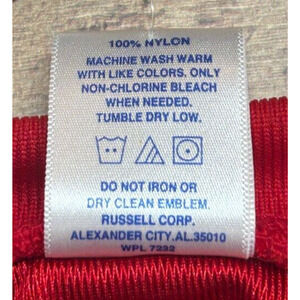 100% NYLON
MACHINE WASH WARM
WITH LIKE COLORS. ONLY
NON-CHLORINE BLEACH
WHEN NEEDED.
TUMBLE DRY LOW.
DO NOT IRON OR
DRY CLEAN EMBLEM.
RUSSELL CORP.
ALEXANDER CITY,AL.35010
WPL 7232